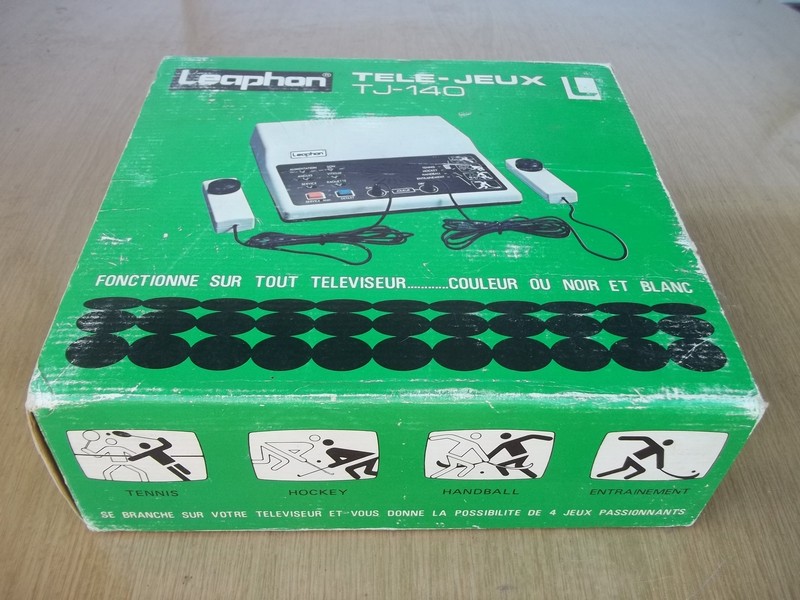 Leaphon® TELE-JEUX L
TJ-140
Leaphon
FONCTIONNE SUR TOUT TELEVISEUR............COULEUR OU NOIR ET BLANC
TENNIS HOCKEY HANDBALL ENTRAINEMENT
SE BRANCHE SUR VOTRE TELEVISEUR ET VOUS DONNE LA POSSIBILITE DE 4 JEUX PASSIONNANTS